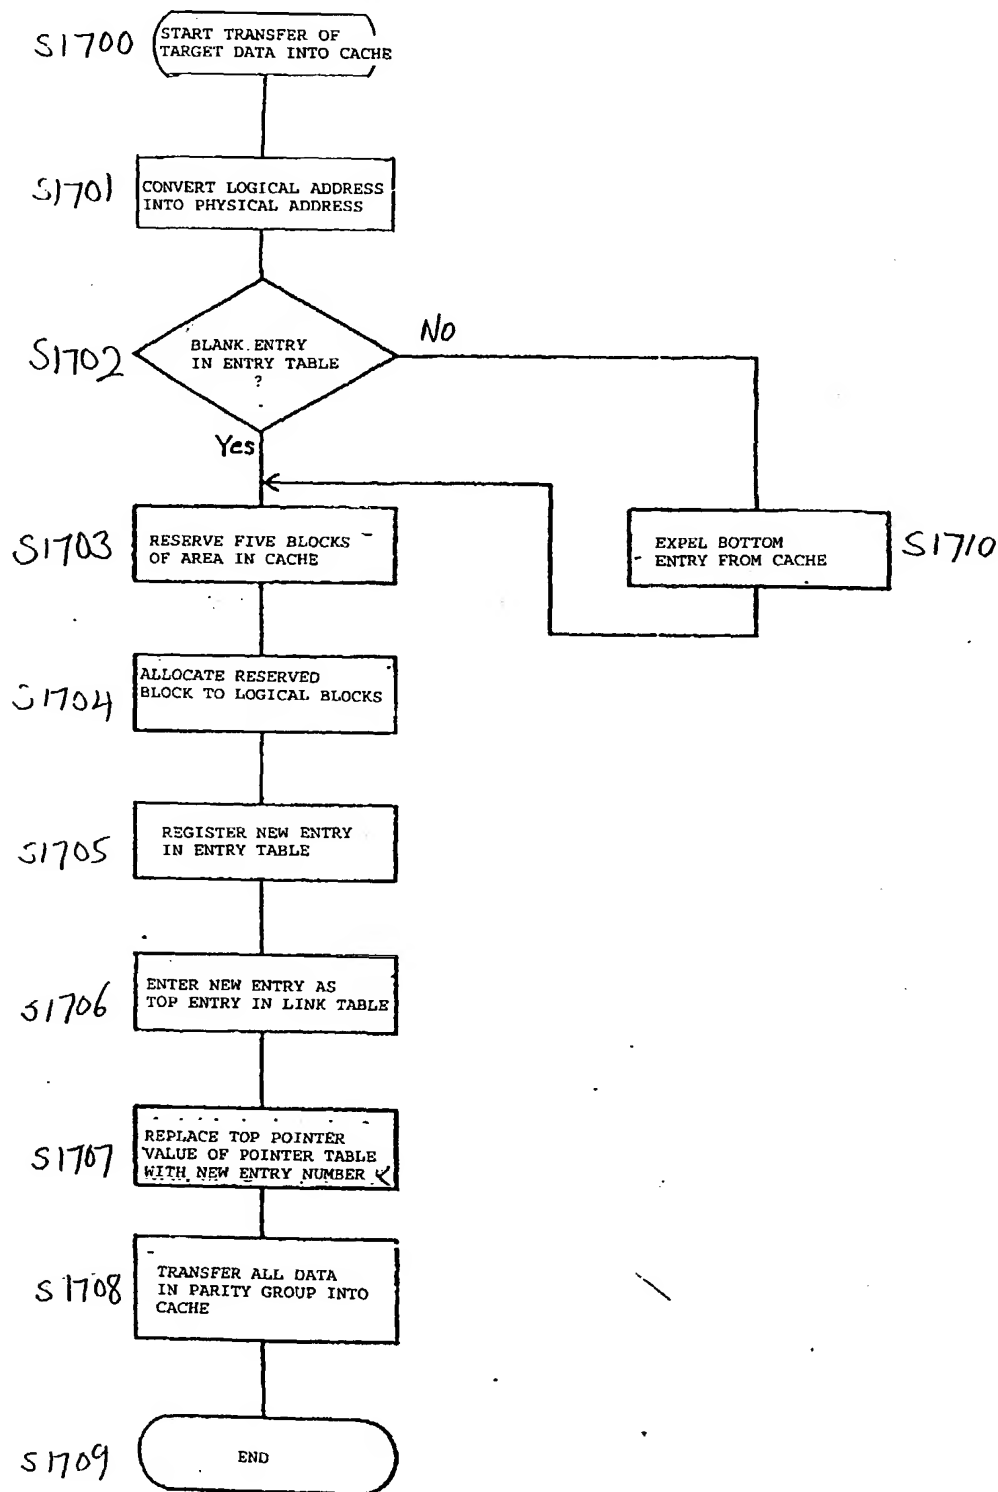 S1700
START TRANSFER OF
TARGET DATA INTO CACHE
S1701
CONVERT LOGICAL ADDRESS
INTO PHYSICAL ADDRESS
S1702
BLANK ENTRY
IN ENTRY TABLE
?
No
Yes
S1703
RESERVE FIVE BLOCKS
OF AREA IN CACHE
EXPEL BOTTOM
ENTRY FROM CACHE
S1710
S1704
ALLOCATE RESERVED
BLOCK TO LOGICAL BLOCKS
S1705
REGISTER NEW ENTRY
IN ENTRY TABLE
S1706
ENTER NEW ENTRY AS
TOP ENTRY IN LINK TABLE
S1707
REPLACE TOP POINTER
VALUE OF POINTER TABLE
WITH NEW ENTRY NUMBER
S1708
TRANSFER ALL DATA
IN PARITY GROUP INTO
CACHE
S1709
END